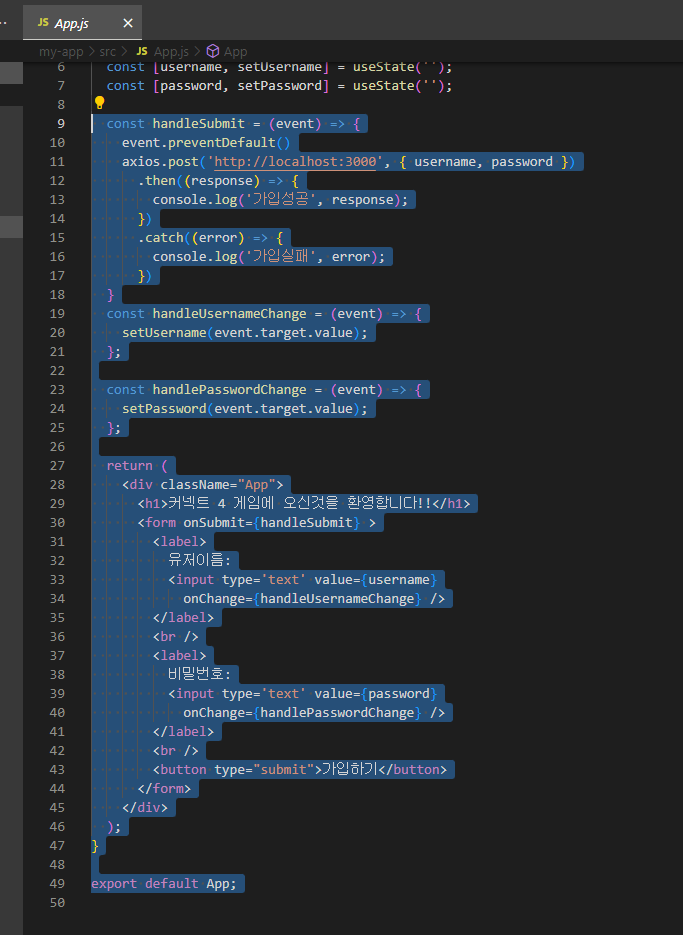 JS App.js ×
my-app > src > JS App.js > App
6 const [username, setUsername] = useState('');
7 const [password, setPassword] = useState('');
8
9 const handleSubmit = (event) => {
10 event.preventDefault()
11 axios.post('http://localhost:3000', { username, password })
12 .then((response) => {
13 console.log('가입성공', response);
14 })
15 .catch((error) => {
16 console.log('가입실패', error);
17 })
18 }
19 const handleUsernameChange = (event) => {
20 setUsername(event.target.value);
21 };
22
23 const handlePasswordChange = (event) => {
24 setPassword(event.target.value);
25 };
26
27 return (
28 <div className="App">
29 <h1>커넥트 4 게임에 오신것을 환영합니다!!</h1>
30 <form onSubmit={handleSubmit} >
31 <label>
32 유저이름:
33 <input type='text' value={username}
34 onChange={handleUsernameChange} />
35 </label>
36 <br />
37 <label>
38 비밀번호:
39 <input type='text' value={password}
40 onChange={handlePasswordChange} />
41 </label>
42 <br />
43 <button type="submit">가입하기</button>
44 </form>
45 </div>
46 );
47 }
48
49 export default App;
50